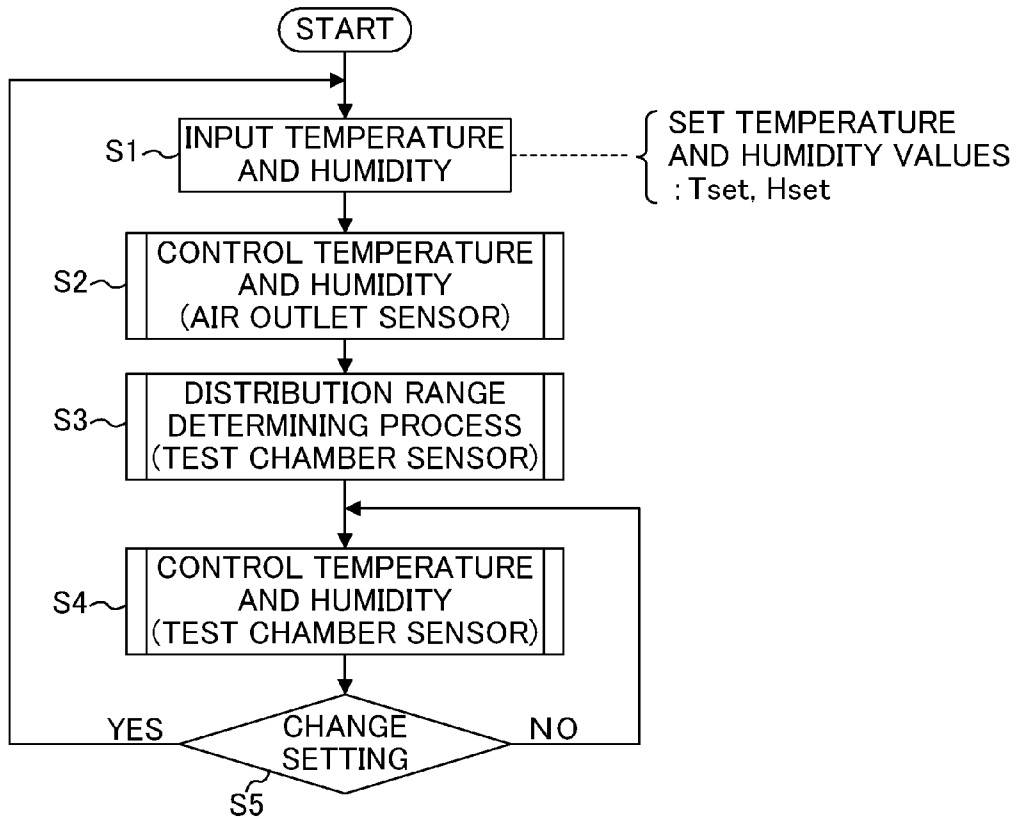 START
S1
INPUT TEMPERATURE
AND HUMIDITY
SET TEMPERATURE
AND HUMIDITY VALUES
: Tset, Hset
S2
CONTROL TEMPERATURE
AND HUMIDITY
(AIR OUTLET SENSOR)
S3
DISTRIBUTION RANGE
DETERMINING PROCESS
(TEST CHAMBER SENSOR)
S4
CONTROL TEMPERATURE
AND HUMIDITY
(TEST CHAMBER SENSOR)
YES
CHANGE
SETTING
NO
S5